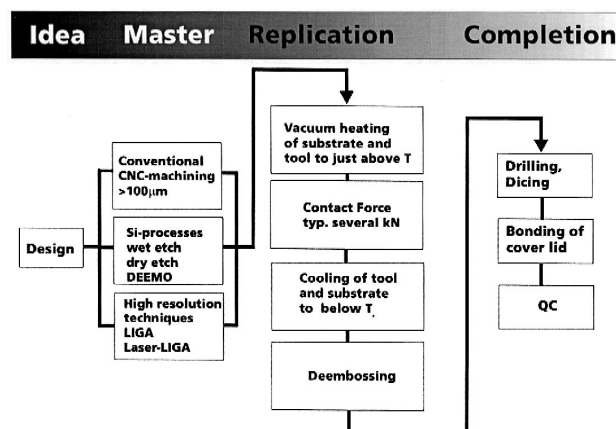 Idea Master Replication Completion
Design
Conventional
CNC-machining
>100µm
Si-processes
wet etch
dry etch
DEEMO
High resolution
techniques
LIGA
Laser-LIGA
Vacuum heating
of substrate and
tool to just above T
Contact Force
typ. several kN
Cooling of tool
and substrate
to below T
Deembossing
Drilling,
Dicing
Bonding of
cover lid
QC